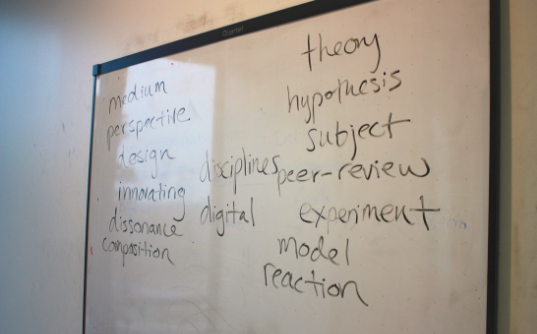 Quartet
medium
perspective
design
innovating
dissonance
composition
disciplines
digital
theory
hypothesis
subject
peer-review
experiment
model
reaction